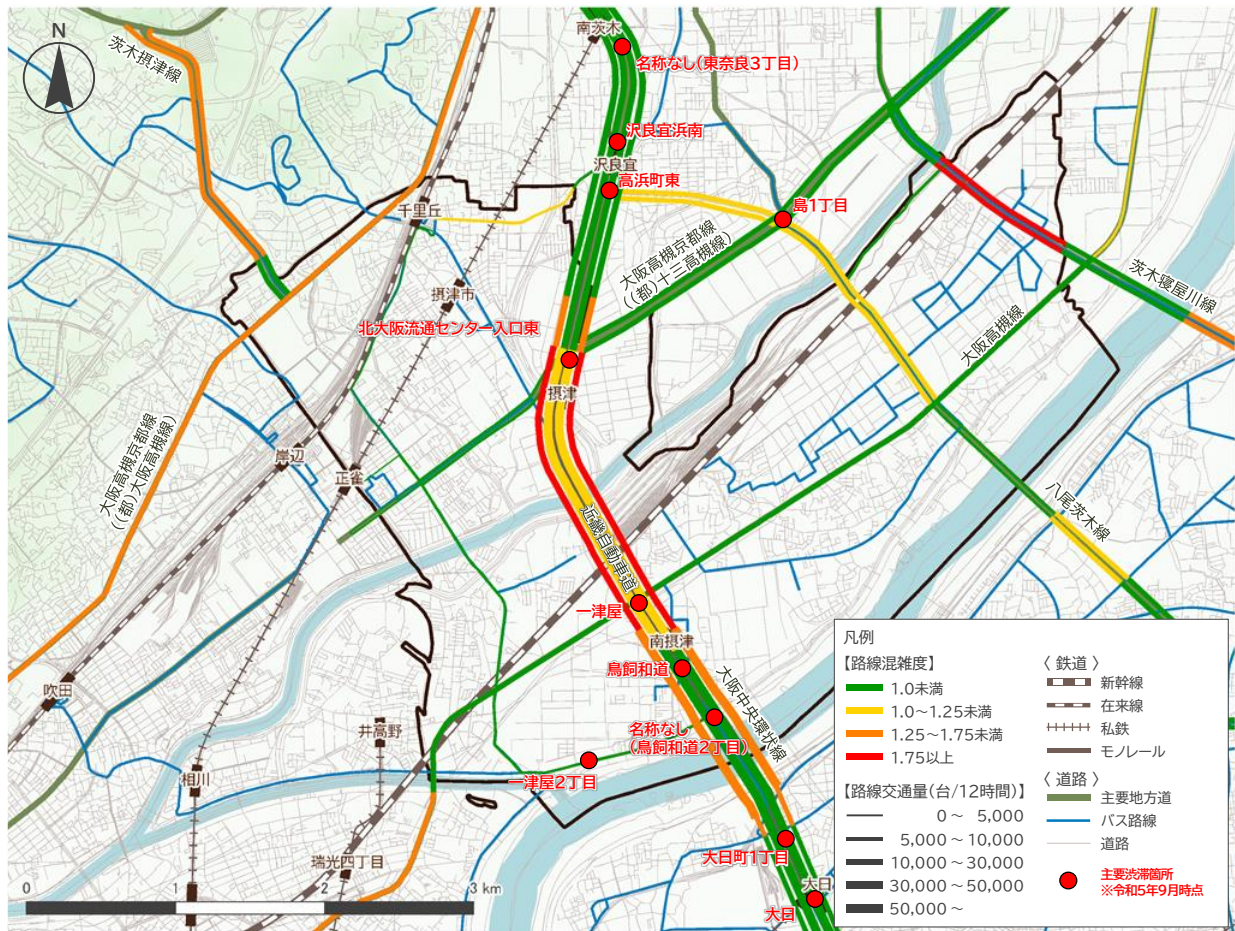 N
茨木摂津線
南茨木
名称なし(東奈良3丁目)
沢良宜浜南
沢良宜
高浜町東
千里丘
島1丁目
大阪高槻京都線
((都)十三高槻線)
摂津市
茨木寝屋川線
北大阪流通センター入口東
大阪高槻線
摂津
大阪高槻京都線
((都)大阪高槻線)
岸辺
正雀
近畿自動車道
八尾茨木線
一津屋
南摂津
鳥飼和道
大阪中央環状線
吹田
井高野
名称なし
(鳥飼和道2丁目)
一津屋2丁目
相川
大日町1丁目
瑞光四丁目
大日
大日
0
1
2
3 km
凡例
【路線混雑度】
1.0未満
1.0～1.25未満
1.25～1.75未満
1.75以上
【路線交通量(台/12時間)】
0～ 5,000
5,000～10,000
10,000～30,000
30,000～50,000
50,000～
〈 鉄道 〉
新幹線
在来線
私鉄
モノレール
〈 道路 〉
主要地方道
バス路線
道路
主要渋滞箇所
※令和5年9月時点